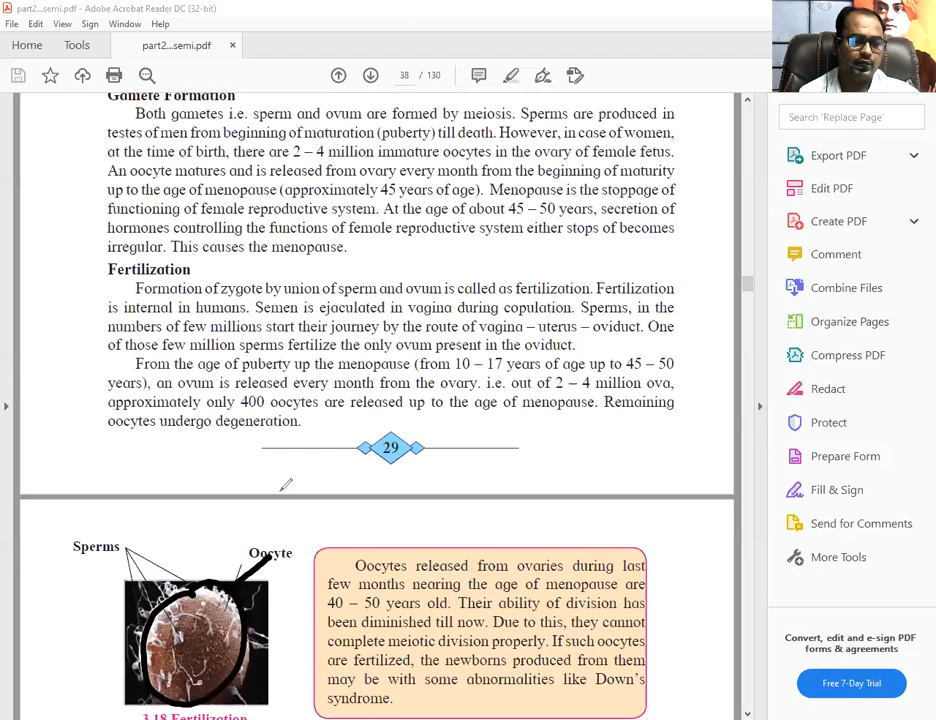 part2...semi.pdf - Adobe Acrobat Reader DC (32-bit)
File Edit View Sign Window Help
Home Tools part2...semi.pdf ×
38 / 130
Search 'Replace Page'
Gamete Formation
Both gametes i.e. sperm and ovum are formed by meiosis. Sperms are produced in
testes of men from beginning of maturation (puberty) till death. However, in case of women,
at the time of birth, there are 2 – 4 million immature oocytes in the ovary of female fetus.
An oocyte matures and is released from ovary every month from the beginning of maturity
up to the age of menopause (approximately 45 years of age). Menopause is the stoppage of
functioning of female reproductive system. At the age of about 45 – 50 years, secretion of
hormones controlling the functions of female reproductive system either stops of becomes
irregular. This causes the menopause.
Fertilization
Formation of zygote by union of sperm and ovum is called as fertilization. Fertilization
is internal in humans. Semen is ejaculated in vagina during copulation. Sperms, in the
numbers of few millions start their journey by the route of vagina – uterus – oviduct. One
of those few million sperms fertilize the only ovum present in the oviduct.
From the age of puberty up the menopause (from 10 – 17 years of age up to 45 – 50
years), an ovum is released every month from the ovary. i.e. out of 2 – 4 million ova,
approximately only 400 oocytes are released up to the age of menopause. Remaining
oocytes undergo degeneration.
29
Sperms
Oocyte
3.18 Fertilization
Oocytes released from ovaries during last
few months nearing the age of menopause are
40 – 50 years old. Their ability of division has
been diminished till now. Due to this, they cannot
complete meiotic division properly. If such oocytes
are fertilized, the newborns produced from them
may be with some abnormalities like Down's
syndrome.
Export PDF
Edit PDF
Create PDF
Comment
Combine Files
Organize Pages
Compress PDF
Redact
Protect
Prepare Form
Fill & Sign
Send for Comments
More Tools
Convert, edit and e-sign PDF
forms & agreements
Free 7-Day Trial